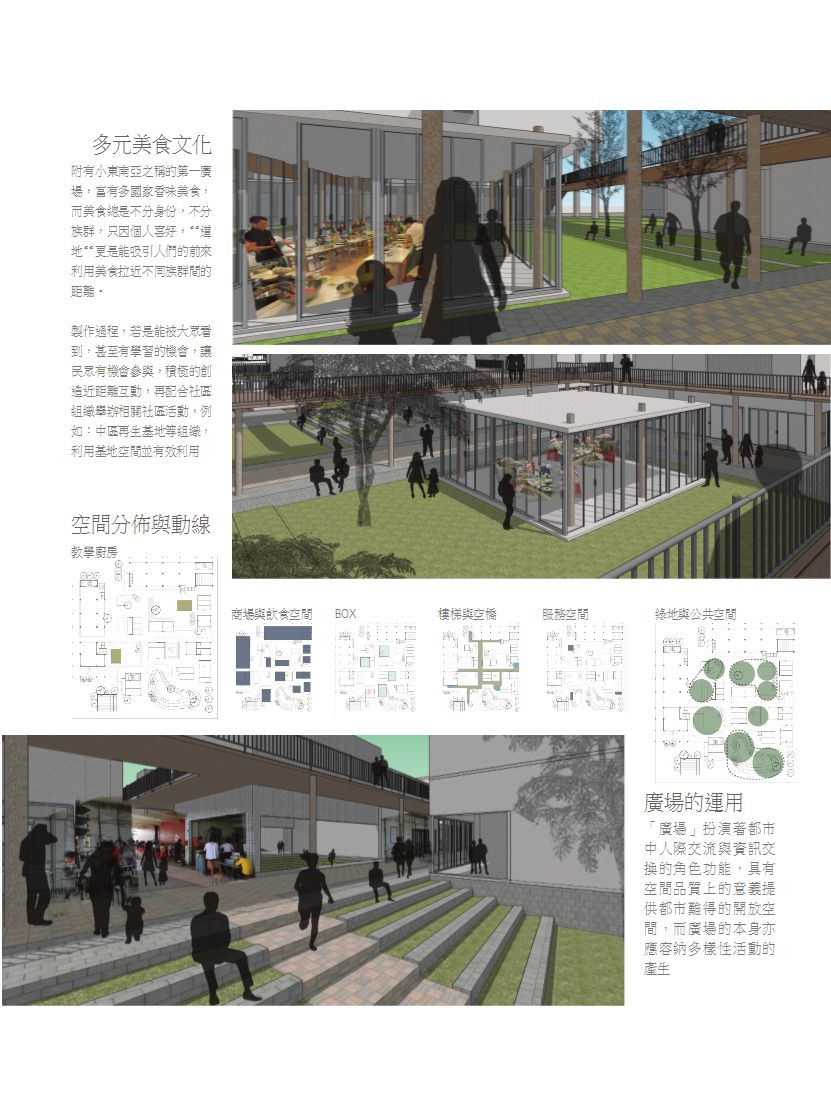 多元美食文化
附有小東南亞之稱的第一廣
場，富有多國家香味美食，
而美食總是不分身份，不分
族群，只因個人喜好，“道
地“更是能吸引人們的前來
利用美食拉近不同族群間的
距離。
製作過程，若是能被大眾看
到，甚至有學習的機會，讓
民眾有機會參與，積極的創
造近距離互動，再配合社區
組織舉辦相關社區活動，例
如：中區再生基地等組織，
利用基地空間並有效利用
空間分佈與動線
教學廚房
商場與飲食空間
BOX
樓梯與空橋
服務空間
綠地與公共空間
廣場的運用
「廣場」扮演著都市
中人際交流與資訊交
換的角色功能，具有
空間品質上的意義提
供都市難得的開放空
間，而廣場的本身亦
應容納多樣性活動的
產生